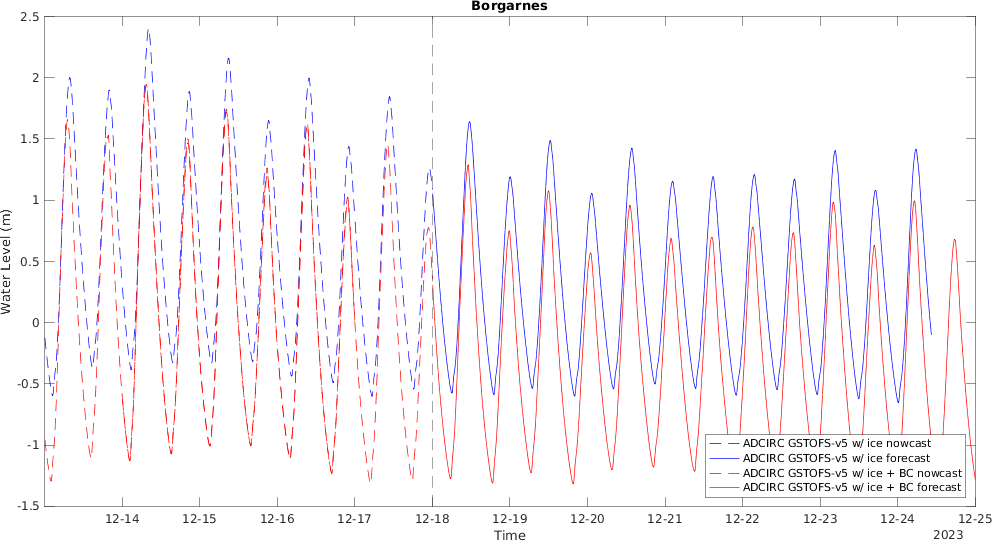 Borgarnes
2.5
2
1.5
1
0.5
0
-0.5
-1
-1.5
Water Level (m)
12-14 12-15 12-16 12-17 12-18 12-19 12-20 12-21 12-22 12-23 12-24 12-25
Time
2023
ADCIRC GSTOFS-v5 w/ ice nowcast
ADCIRC GSTOFS-v5 w/ ice forecast
ADCIRC GSTOFS-v5 w/ ice + BC nowcast
ADCIRC GSTOFS-v5 w/ ice + BC forecast